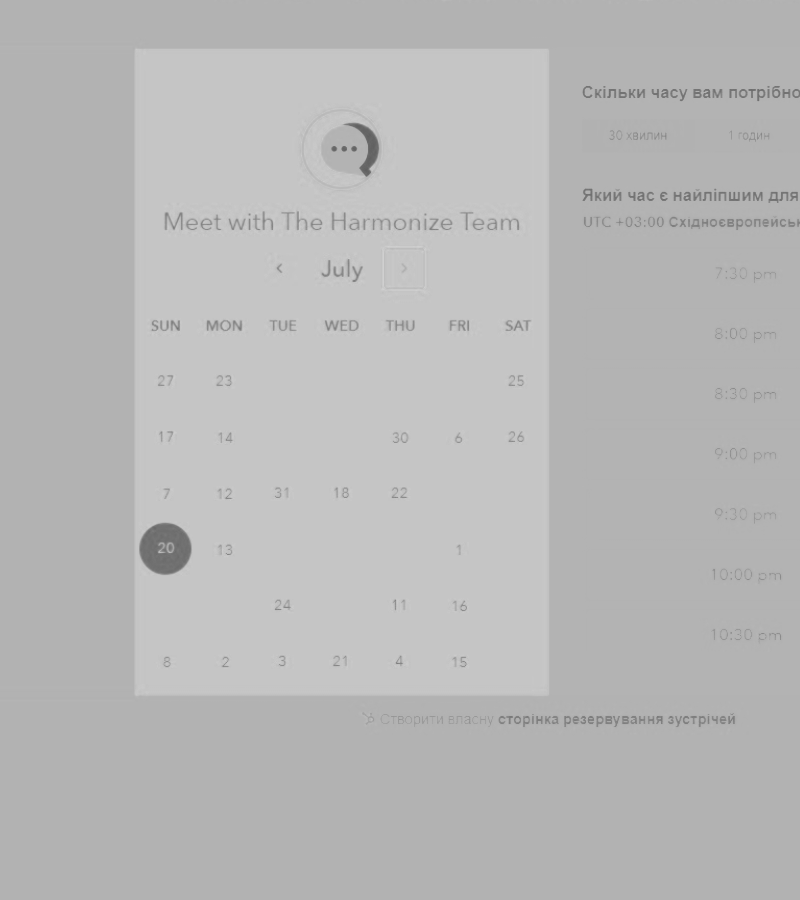 Meet with The Harmonize Team
July
SUN MON TUE WED THU FRI SAT
27 23 25
17 14 30 6 26
7 12 31 18 22
20 13 1
24 11 16
8 2 3 21 4 15
Скільки часу вам потрібно
30 хвилин 1 годин
Який час є найліпшим для
UTC +03:00 Східноєвропейськ
7:30 pm
8:00 pm
8:30 pm
9:00 pm
9:30 pm
10:00 pm
10:30 pm
Створити власну сторінка резервування зустрічей